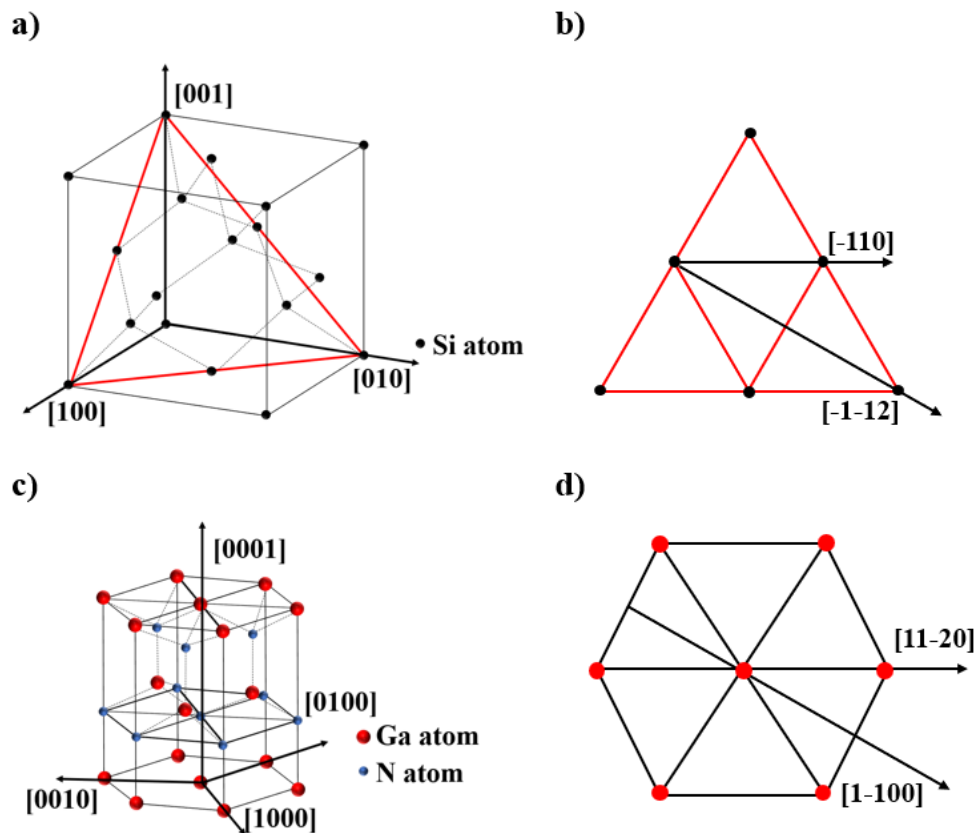 a)
[001]
Si atom
[010]
[100]
b)
[-110]
[-1-12]
c)
[0001]
[0100]
Ga atom
N atom
[0010]
[1000]
d)
[11-20]
[1-100]